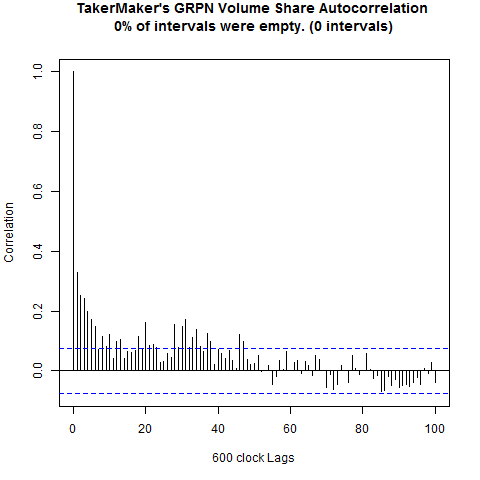 TakerMaker's GRPN Volume Share Autocorrelation
0% of intervals were empty. (0 intervals)
1.0
0.8
0.6
0.4
0.2
0.0
Correlation
0 20 40 60 80 100
600 clock Lags